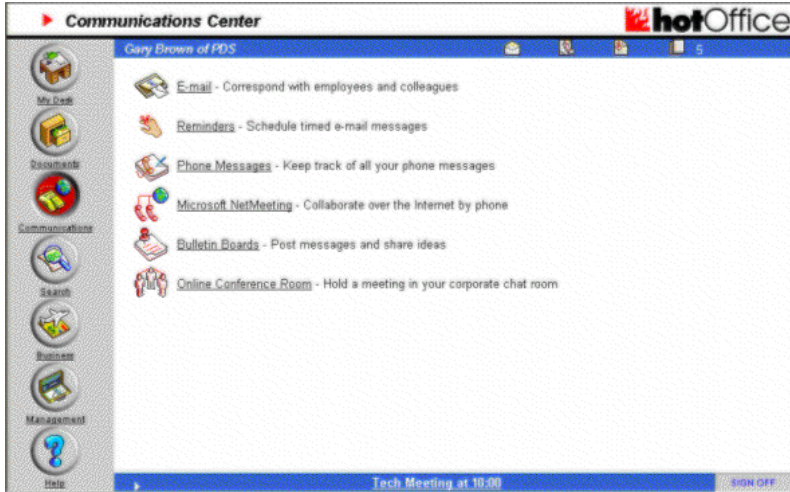 Communications Center
hotOffice
Gary Brown of PDS
5
My Desk
Documents
Communications
Search
Business
Management
Help
E-mail - Correspond with employees and colleagues
Reminders - Schedule timed e-mail messages
Phone Messages - Keep track of all your phone messages
Microsoft NetMeeting - Collaborate over the Internet by phone
Bulletin Boards - Post messages and share ideas
Online Conference Room - Hold a meeting in your corporate chat room
Tech Meeting at 10:00
SIGN OFF